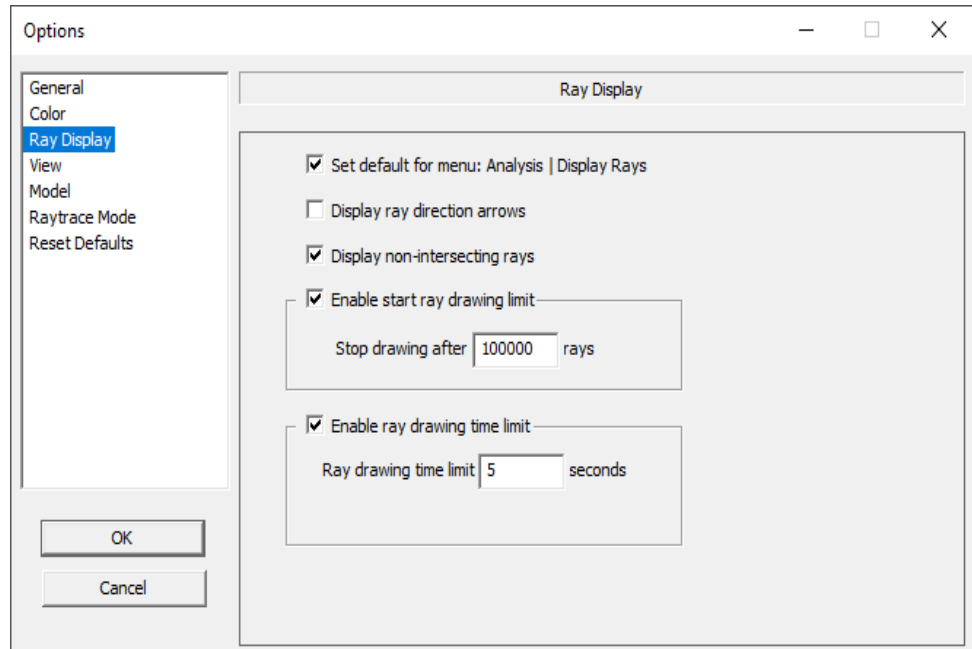 Options
General
Color
Ray Display
View
Model
Raytrace Mode
Reset Defaults
OK
Cancel
Ray Display
Set default for menu: Analysis | Display Rays
Display ray direction arrows
Display non-intersecting rays
Enable start ray drawing limit
Stop drawing after 100000 rays
Enable ray drawing time limit
Ray drawing time limit 5 seconds